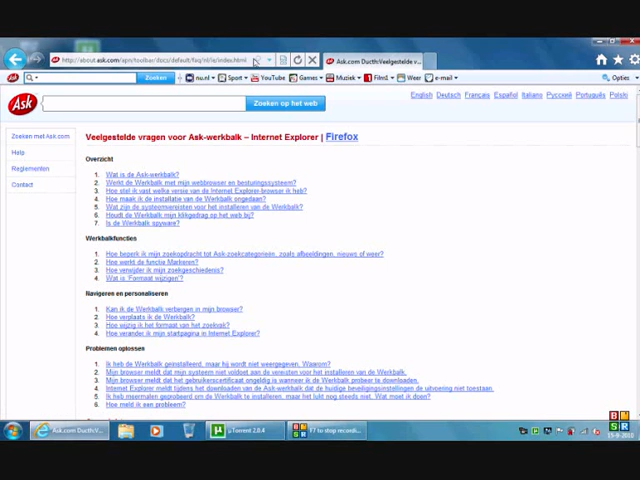 http://about.ask.com/apn/toolbar/docs/default/faq/nl/ie/index.html
Ask.com Ducth:Veelgestelde v...
Zoeken
nu.nl
Sport
YouTube
Games
Muziek
Film1
Weer
e-mail
Opties
Ask
Zoeken op het web
English Deutsch Français Español Italiano Русский Português Polski
Zoeken met Ask.com
Help
Reglementen
Contact
Veelgestelde vragen voor Ask-werkbalk – Internet Explorer | Firefox
Overzicht
1. Wat is de Ask-werkbalk?
2. Werkt de Werkbalk met mijn webbrowser en besturingssysteem?
3. Hoe stel ik vast welke versie van de Internet Explorer-browser ik heb?
4. Hoe maak ik de installatie van de Werkbalk ongedaan?
5. Wat zijn de systeemvereisten voor het installeren van de Werkbalk?
6. Houdt de Werkbalk mijn klikgedrag op het web bij?
7. Is de Werkbalk spyware?
Werkbalkfuncties
1. Hoe beperk ik mijn zoekopdracht tot Ask-zoekcategorieën, zoals afbeeldingen, nieuws of meer?
2. Hoe werkt de functie Markeren?
3. Hoe verwijder ik mijn zoekgeschiedenis?
4. Wat is 'Formaat wijzigen'?
Navigeren en personaliseren
1. Kan ik de Werkbalk verbergen in mijn browser?
2. Hoe verplaats ik de Werkbalk?
3. Hoe wijzig ik het formaat van het zoekvak?
4. Hoe verander ik mijn startpagina in Internet Explorer?
Problemen oplossen
1. Ik heb de Werkbalk geïnstalleerd, maar hij wordt niet weergegeven. Waarom?
2. Mijn browser meldt dat mijn systeem niet voldoet aan de vereisten voor het installeren van de Werkbalk.
3. Mijn browser meldt dat het gebruikerscertificaat ongeldig is wanneer ik de Werkbalk probeer te downloaden.
4. Internet Explorer meldt tijdens het downloaden van de Ask-werkbalk dat de huidige beveiligingsinstellingen de uitvoering niet toestaan.
5. Ik heb meermalen geprobeerd om de Werkbalk te installeren, maar het lukt nog steeds niet. Wat moet ik doen?
6. Hoe meld ik een probleem?
Ask.com Ducth:V...
µTorrent 2.0.4
F7 to stop recordi...
15-9-2010